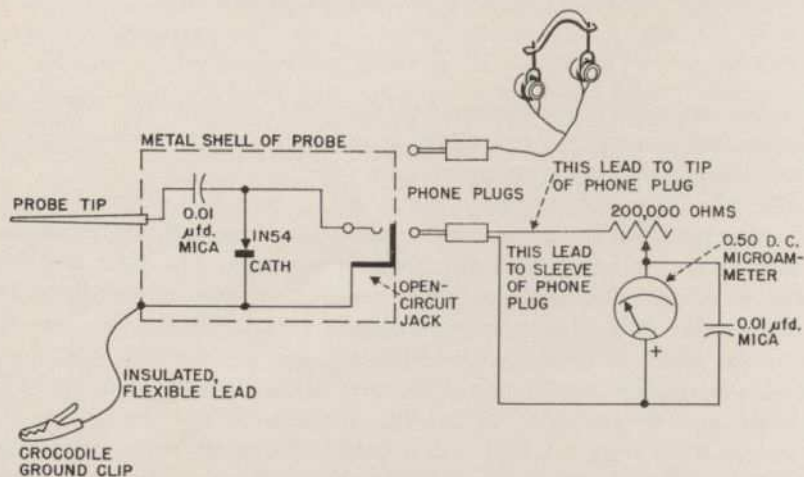 METAL SHELL OF PROBE
PROBE TIP
0.01
µfd.
MICA
IN54
CATH
OPEN-
CIRCUIT
JACK
INSULATED,
FLEXIBLE LEAD
CROCODILE
GROUND CLIP
PHONE PLUGS
THIS LEAD TO TIP
OF PHONE PLUG
THIS LEAD
TO SLEEVE
OF PHONE
PLUG
200,000 OHMS
0.50 D. C.
MICROAM-
METER
+
0.01 µfd.
MICA